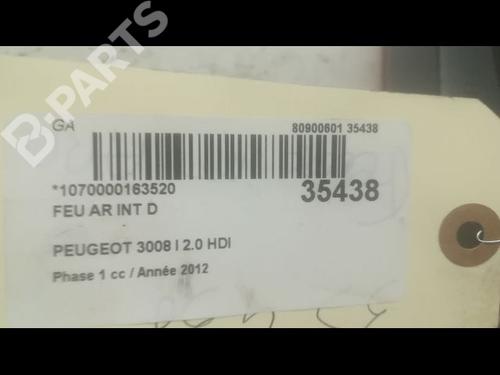 B-PARTS
GA
80900601 35438
*1070000163520
35438
FEU AR INT D
PEUGEOT 3008 I 2.0 HDI
Phase 1 cc / Année 2012